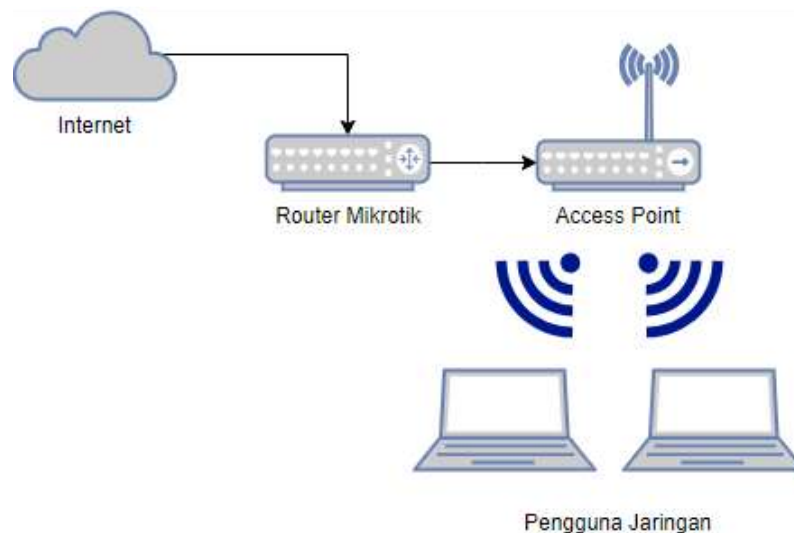 Internet
Router Mikrotik
Access Point
Pengguna Jaringan